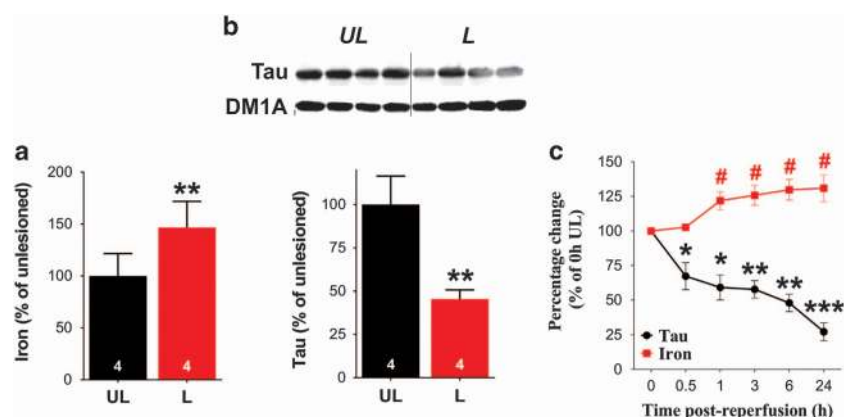 b
UL L
Tau
DM1A
a
Iron (% of unlesioned)
200
150
100
50
0
**
4 4
UL L
Tau (% of unlesioned)
100
75
50
25
0
**
4 4
UL L
c
Percentage change
(% of 0h UL)
150
125
100
75
50
25
0
# # # #
* * ** ** ***
Tau
Iron
0 0.5 1 3 6 24
Time post-reperfusion (h)